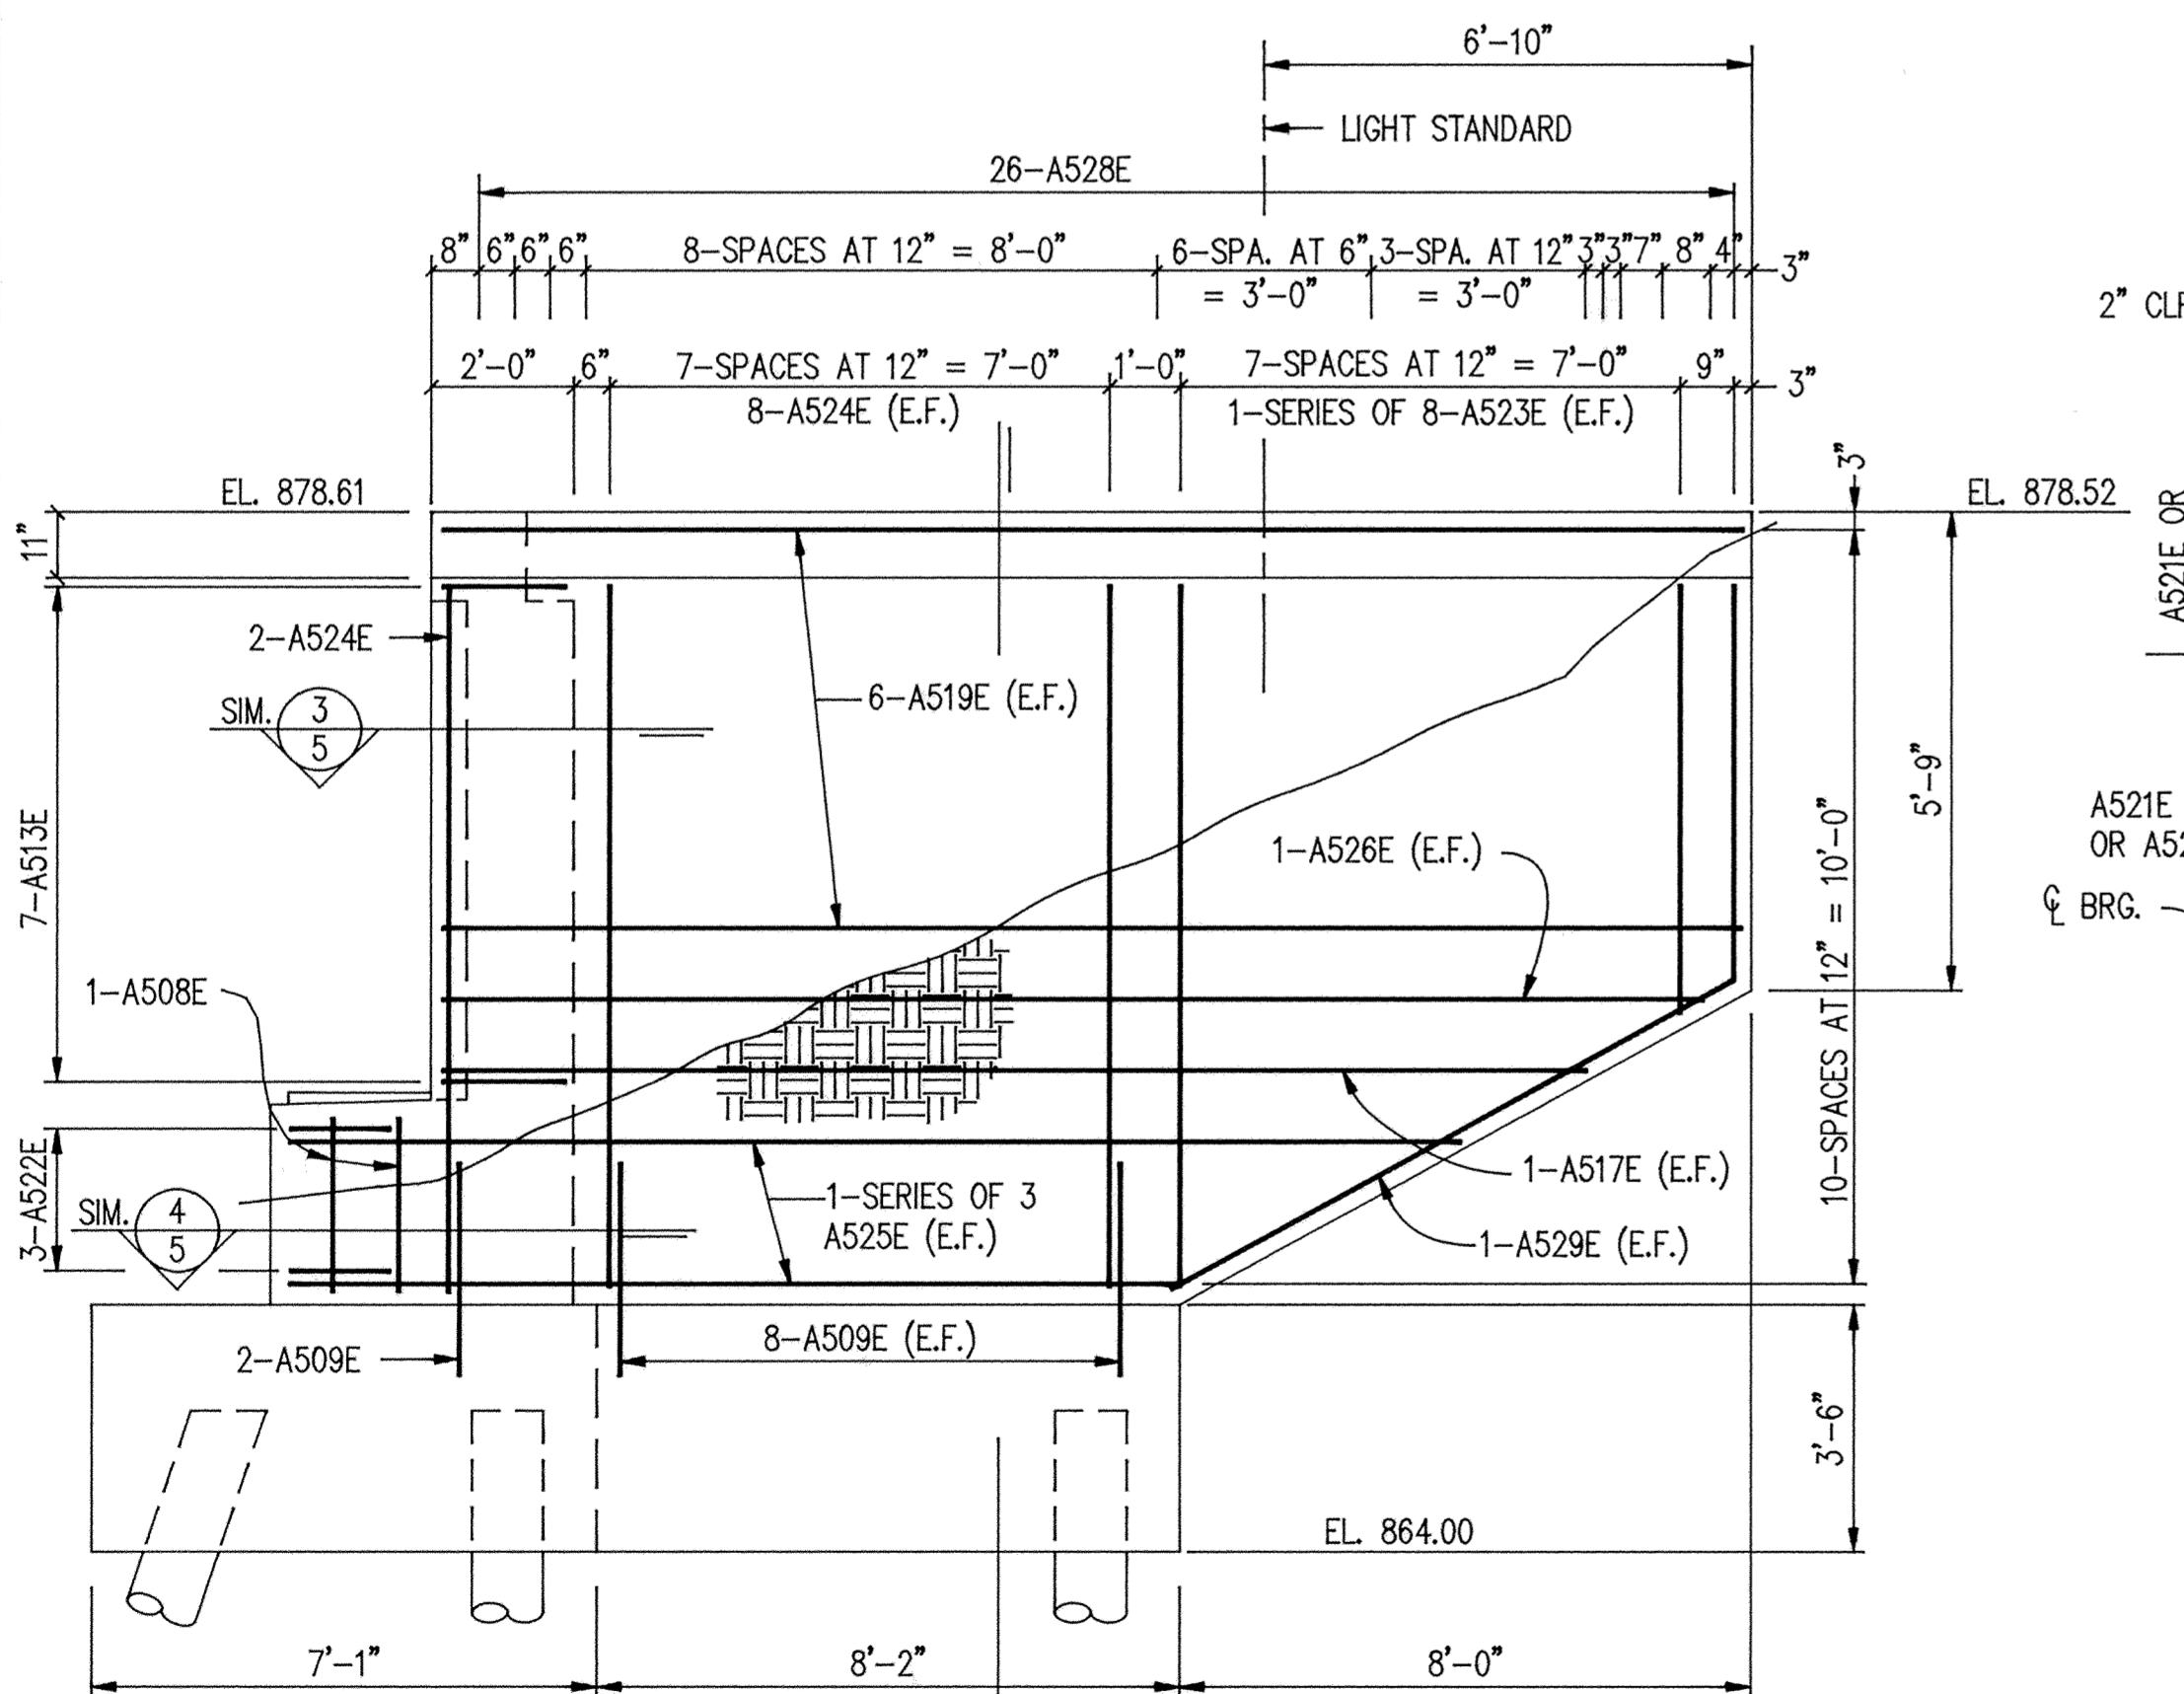 6'-10"
LIGHT STANDARD
26-A528E
8" 6" 6" 6" 8-SPACES AT 12" = 8'-0" 6-SPA. AT 6" 3-SPA. AT 12" 3" 3" 7" 8" 4" 3"
= 3'-0" = 3'-0"
2" CLR
2'-0" 6" 7-SPACES AT 12" = 7'-0" 1'-0" 7-SPACES AT 12" = 7'-0" 9" 3"
8-A524E (E.F.) 1-SERIES OF 8-A523E (E.F.)
3"
EL. 878.61
EL. 878.52
11"
A521E OR
2-A524E
6-A519E (E.F.)
SIM. 3
5
5'-9"
7-A513E
A521E
OR A52
1-A526E (E.F.)
10-SPACES AT 12" = 10'-0"
℄ BRG.
1-A508E
3-A522E
1-A517E (E.F.)
SIM. 4
5
1-SERIES OF 3
A525E (E.F.)
1-A529E (E.F.)
8-A509E (E.F.)
2-A509E
3'-6"
EL. 864.00
7'-1" 8'-2" 8'-0"